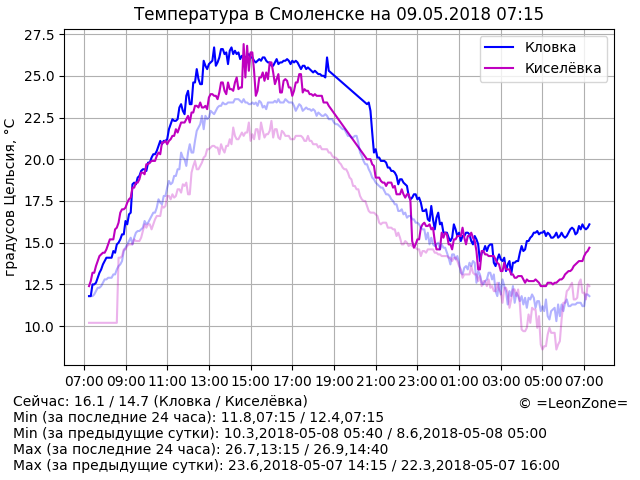 Температура в Смоленске на 09.05.2018 07:15
градусов Цельсия, °C
27.5
25.0
22.5
20.0
17.5
15.0
12.5
10.0
Кловка
Киселёвка
07:00 09:00 11:00 13:00 15:00 17:00 19:00 21:00 23:00 01:00 03:00 05:00 07:00
Сейчас: 16.1 / 14.7 (Кловка / Киселёвка)
© =LeonZone=
Min (за последние 24 часа): 11.8,07:15 / 12.4,07:15
Min (за предыдущие сутки): 10.3,2018-05-08 05:40 / 8.6,2018-05-08 05:00
Max (за последние 24 часа): 26.7,13:15 / 26.9,14:40
Max (за предыдущие сутки): 23.6,2018-05-07 14:15 / 22.3,2018-05-07 16:00